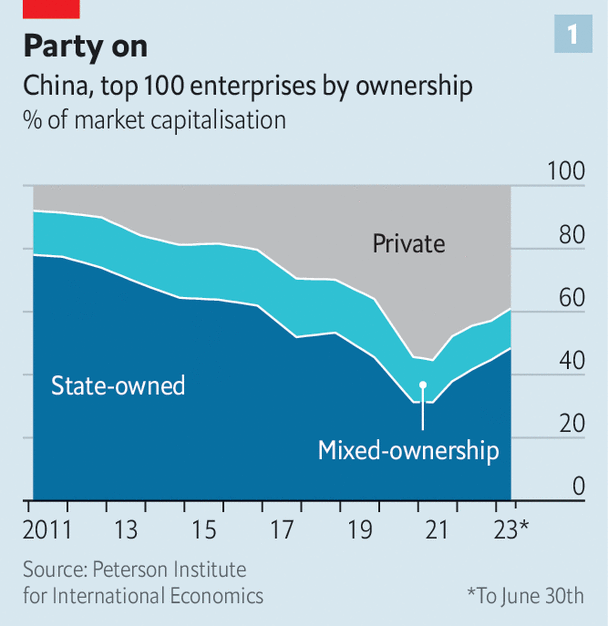 Party on
1
China, top 100 enterprises by ownership
% of market capitalisation
100
80
60
40
20
0
Private
State-owned
Mixed-ownership
2011 13 15 17 19 21 23*
Source: Peterson Institute
for International Economics
*To June 30th